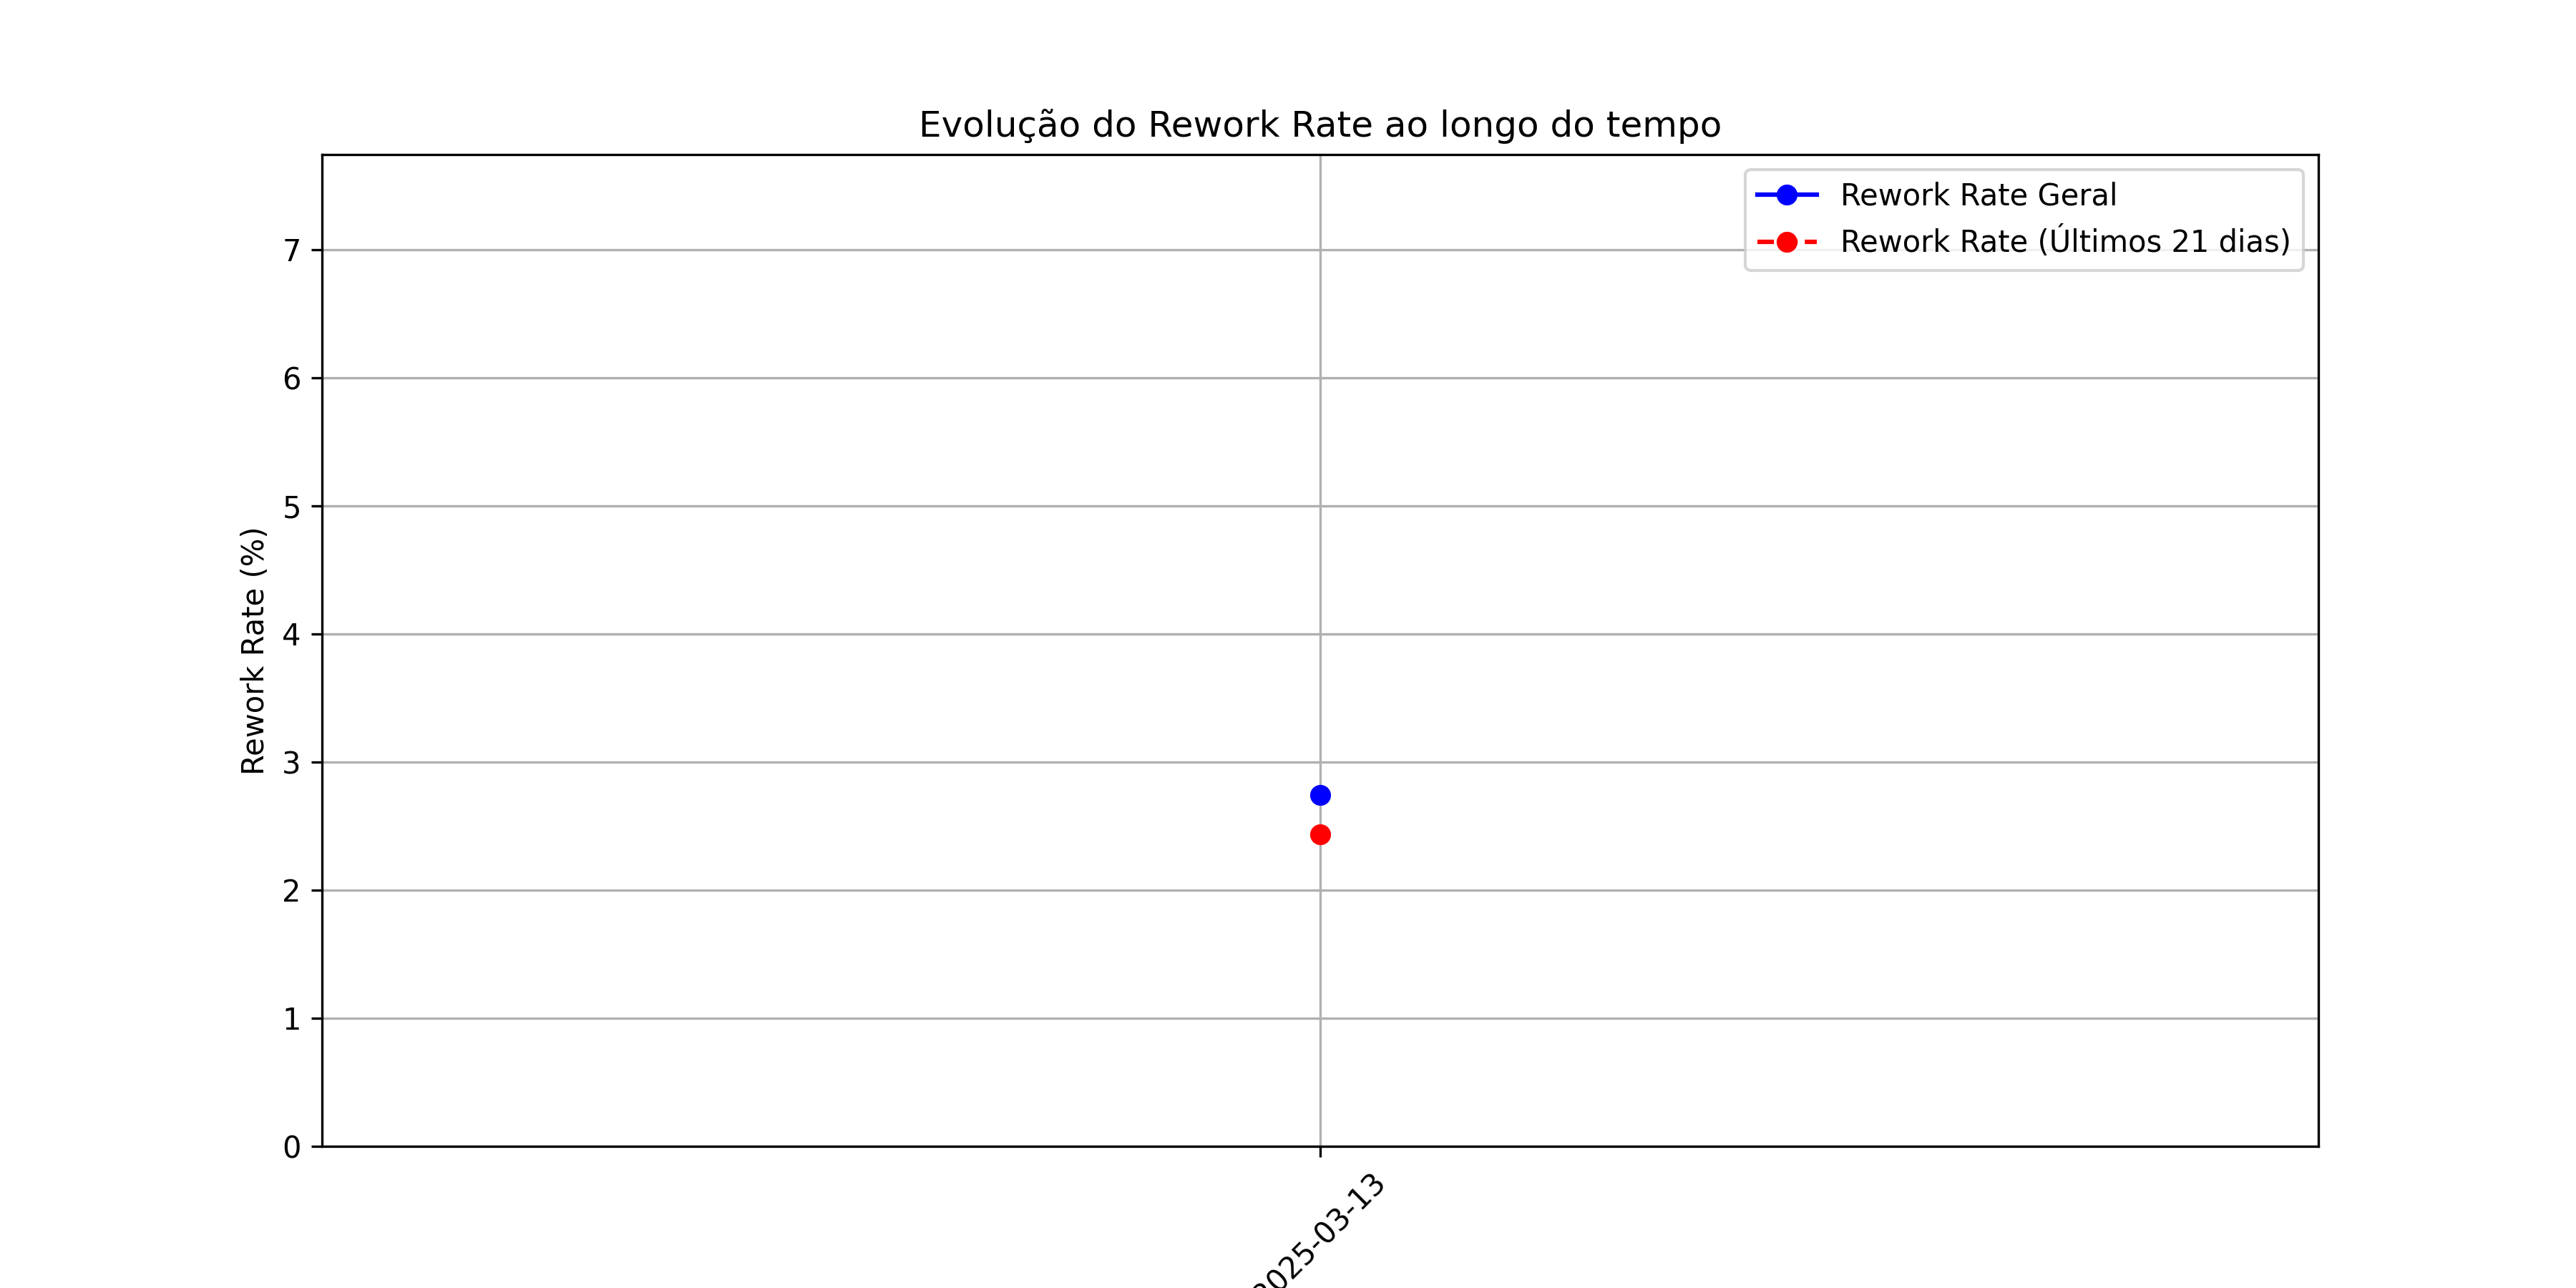 Evolução do Rework Rate ao longo do tempo
Rework Rate Geral
Rework Rate (Últimos 21 dias)
Rework Rate (%)
7
6
5
4
3
2
1
0
2025-03-13